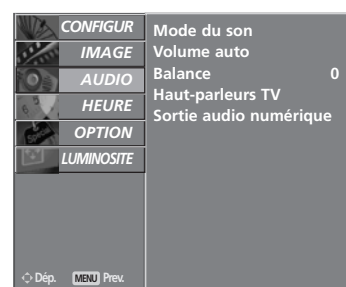 CONFIGUR
IMAGE
AUDIO
HEURE
OPTION
LUMINOSITE
Mode du son
Volume auto
Balance 0
Haut-parleurs TV
Sortie audio numérique
Dép. MENU Prev.